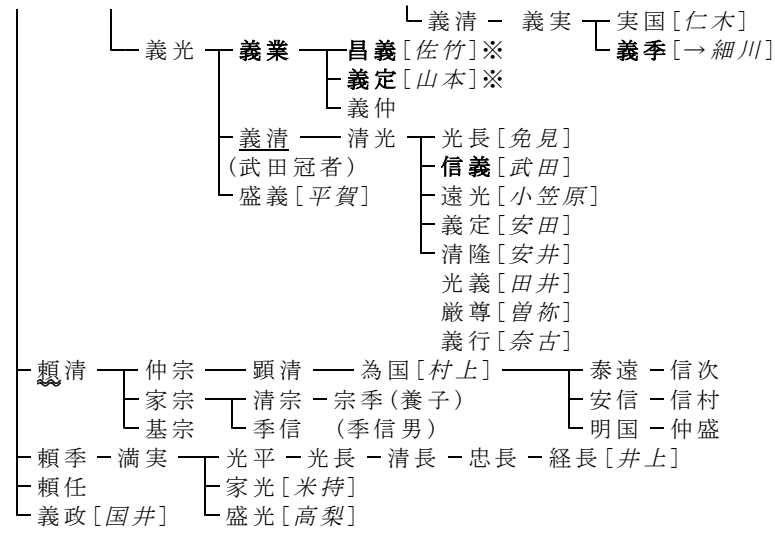 義清 義実 実国[仁木]
義光 義業 昌義[佐竹]※ 義季[→細川]
義定[山本]※
義仲
義清 清光 光長[免見]
(武田冠者) 信義[武田]
盛義[平賀] 遠光[小笠原]
義定[安田]
清隆[安井]
光義[田井]
厳尊[曽祢]
義行[奈古]
頼清 仲宗 顕清 為国[村上] 泰遠 信次
家宗 清宗 宗季(養子) 安信 信村
基宗 季信 (季信男) 明国 仲盛
頼季 満実 光平 光長 清長 忠長 経長[井上]
頼任 家光[米持]
義政[国井] 盛光[高梨]